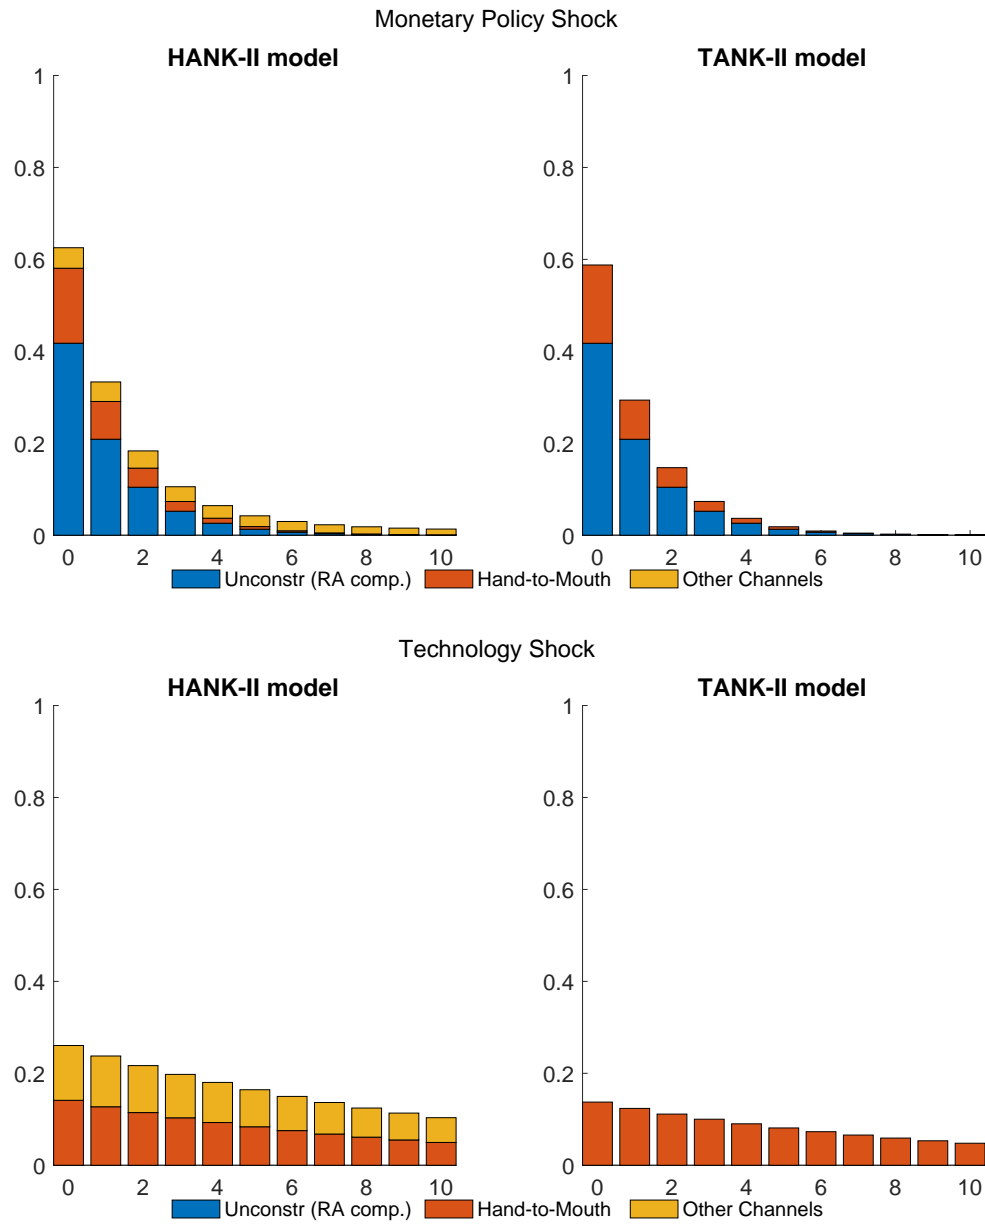 Monetary Policy Shock
HANK-II model
1
0.8
0.6
0.4
0.2
0
0 2 4 6 8 10
TANK-II model
1
0.8
0.6
0.4
0.2
0
0 2 4 6 8 10
Unconstr (RA comp.) Hand-to-Mouth Other Channels
Technology Shock
HANK-II model
1
0.8
0.6
0.4
0.2
0
0 2 4 6 8 10
TANK-II model
1
0.8
0.6
0.4
0.2
0
0 2 4 6 8 10
Unconstr (RA comp.) Hand-to-Mouth Other Channels